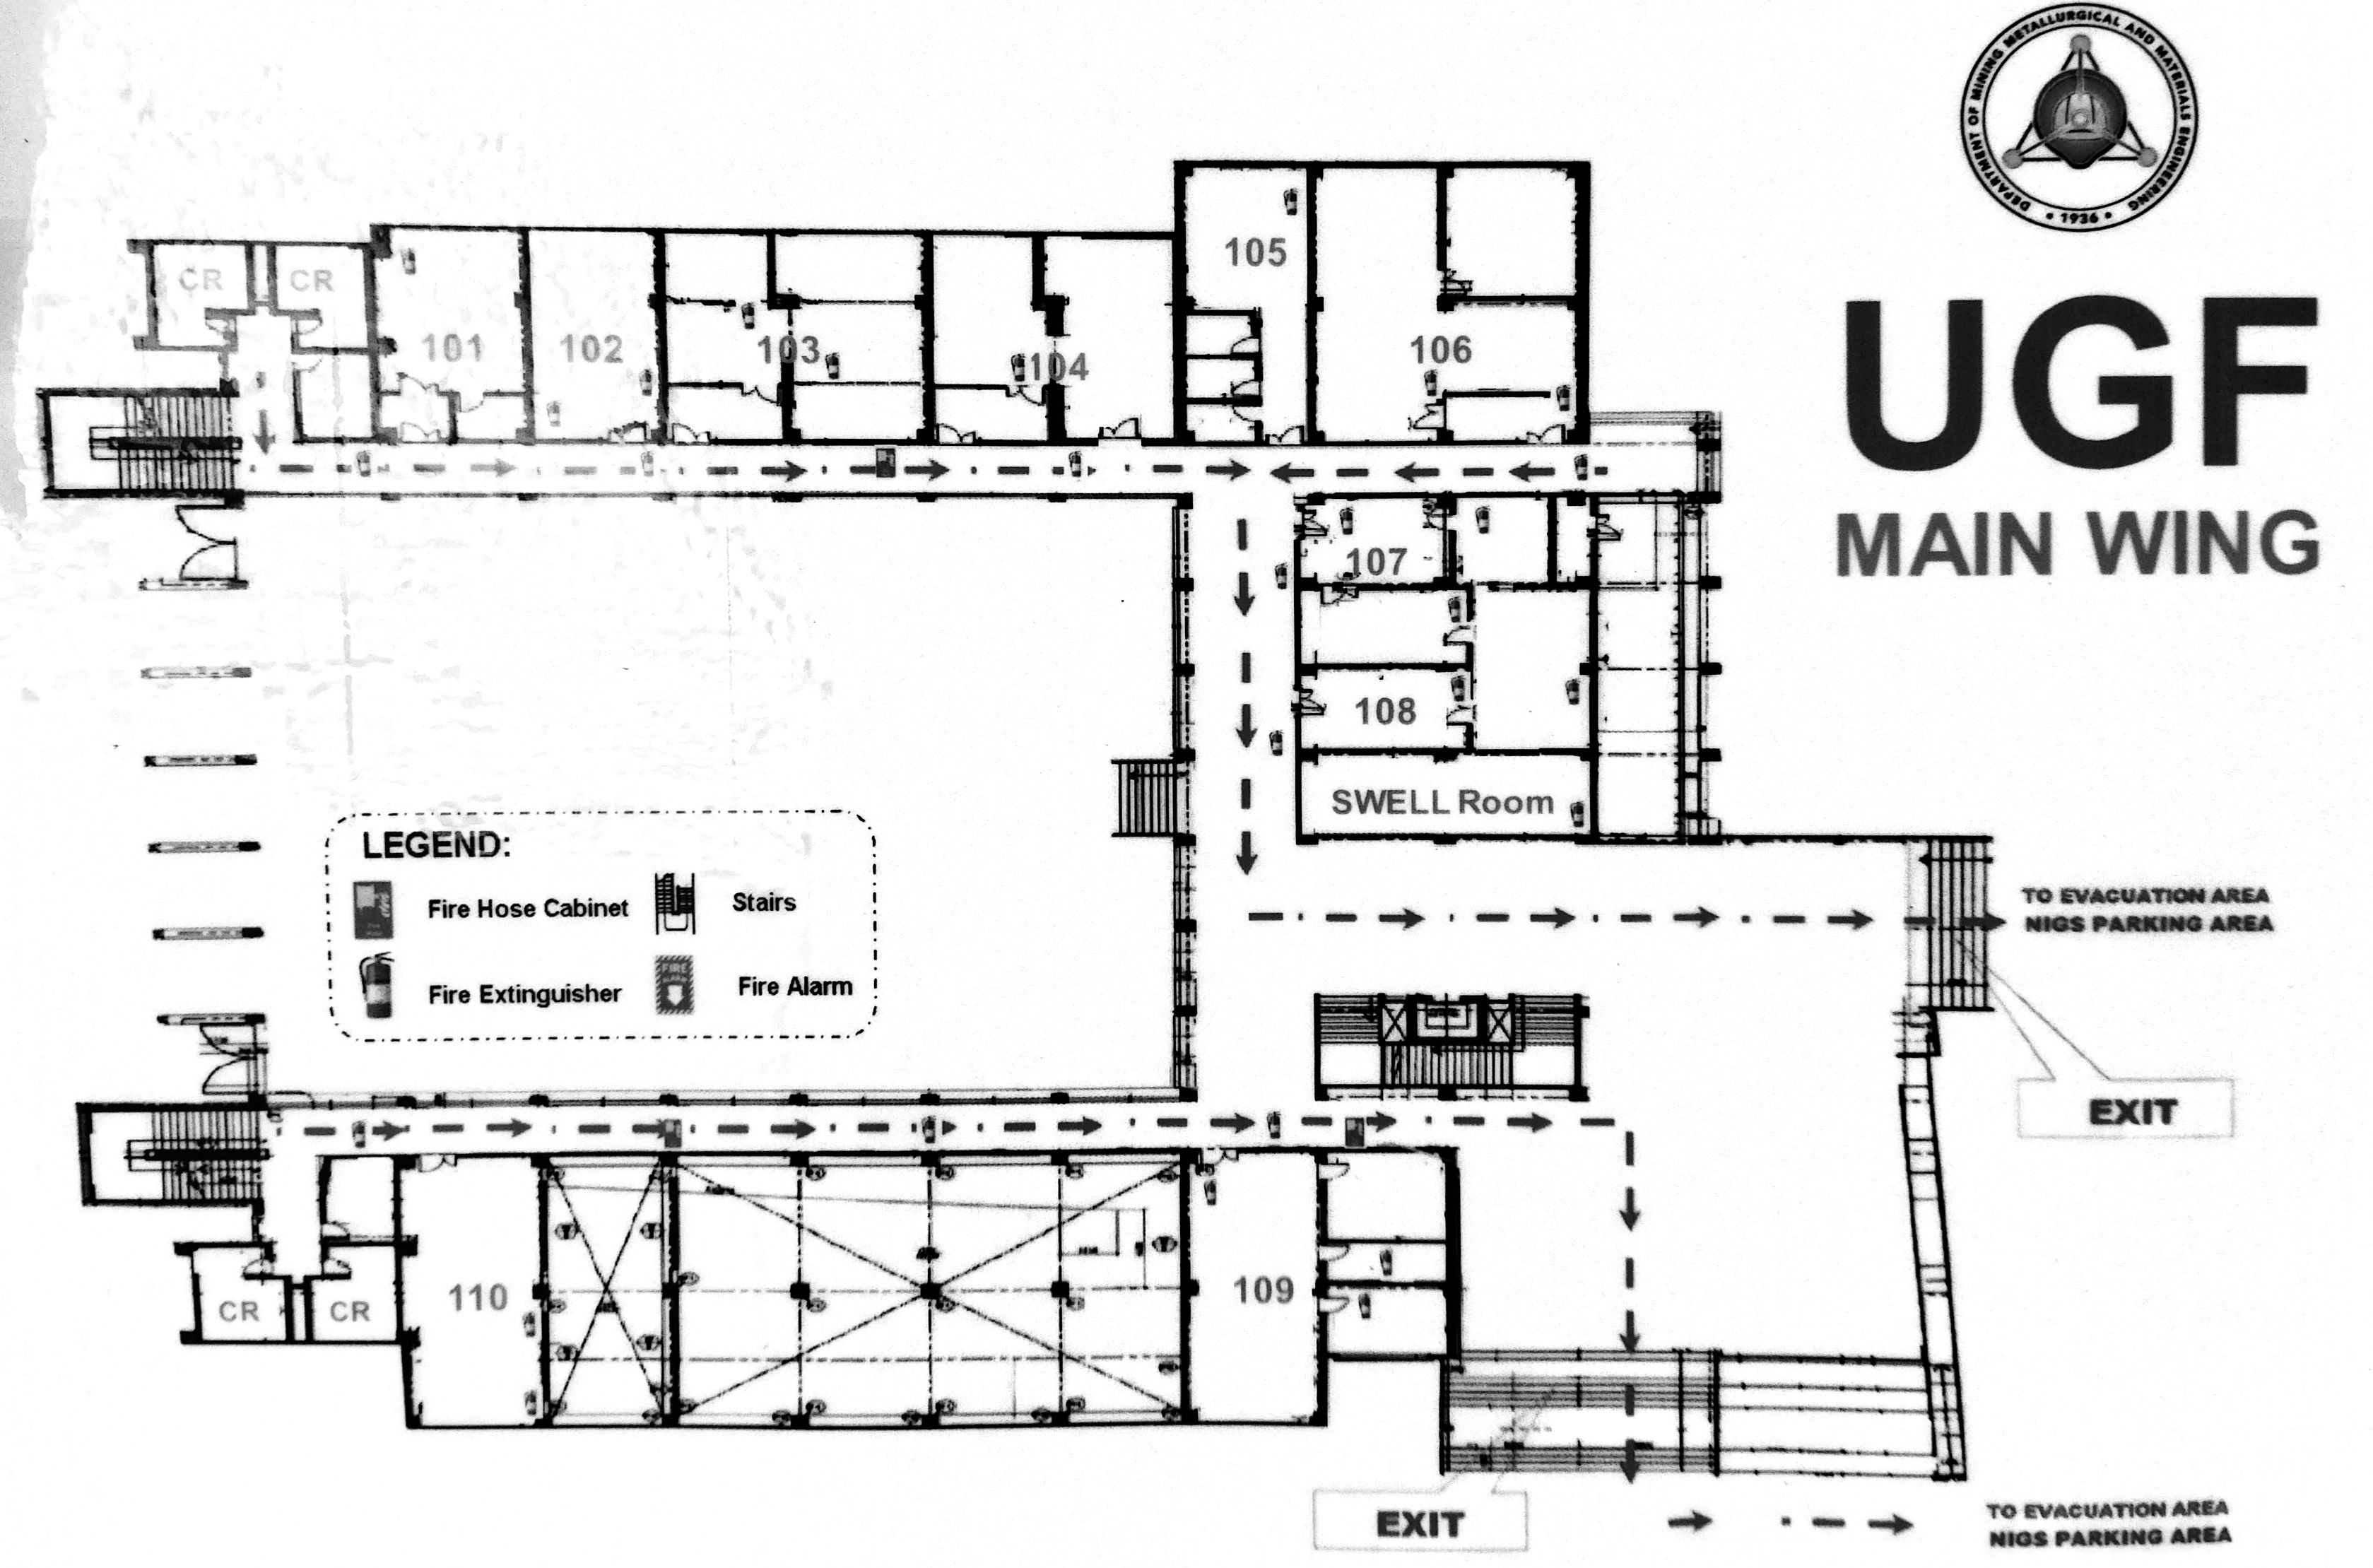 DEPARTMENT OF MINING METALLURGICAL AND MATERIALS ENGINEERING
• 1936 •
UGF
MAIN WING
CR
CR
101
102
103
104
105
106
107
108
SWELL Room
LEGEND:
Fire Hose Cabinet
Stairs
Fire Extinguisher
FIRE
Fire Alarm
TO EVACUATION AREA
NIGS PARKING AREA
EXIT
CR
CR
110
109
EXIT
TO EVACUATION AREA
NIGS PARKING AREA